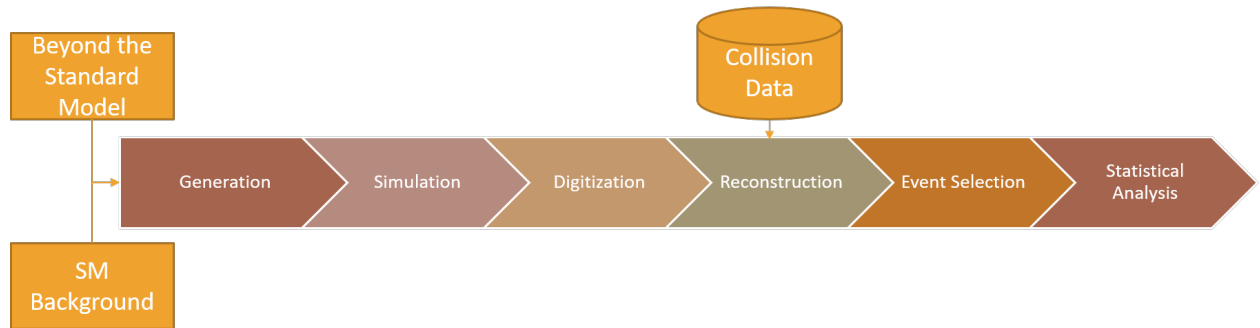 Beyond the
Standard
Model
Collision
Data
Generation
Simulation
Digitization
Reconstruction
Event Selection
Statistical
Analysis
SM
Background